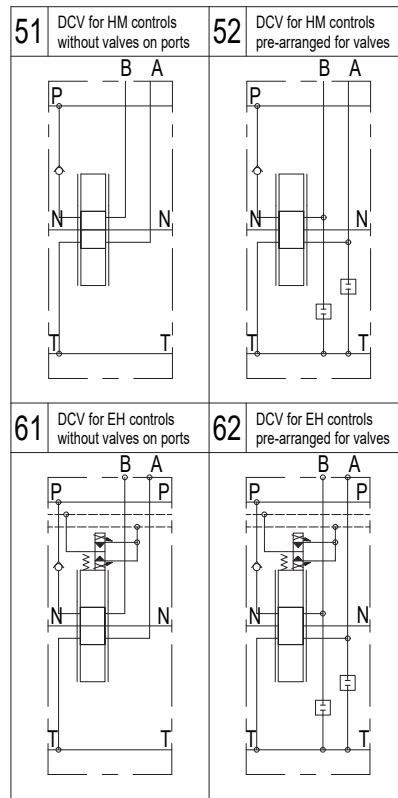 51 DCV for HM controls
without valves on ports
B A
P
N N
T T
52 DCV for HM controls
pre-arranged for valves
B A
P
N N
T T
61 DCV for EH controls
without valves on ports
B A
P P
N N
T T
62 DCV for EH controls
pre-arranged for valves
B A
P P
N N
T T